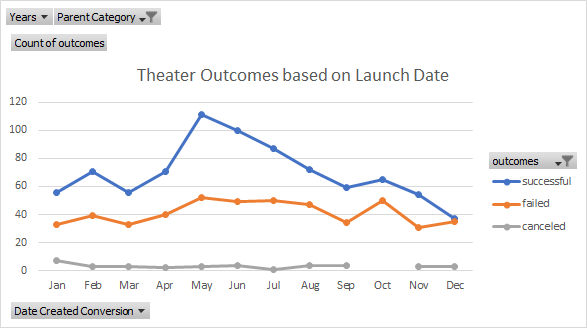 Years Parent Category
Count of outcomes
Theater Outcomes based on Launch Date
120
100
80
60
40
20
0
Jan Feb Mar Apr May Jun Jul Aug Sep Oct Nov Dec
outcomes
successful
failed
canceled
Date Created Conversion